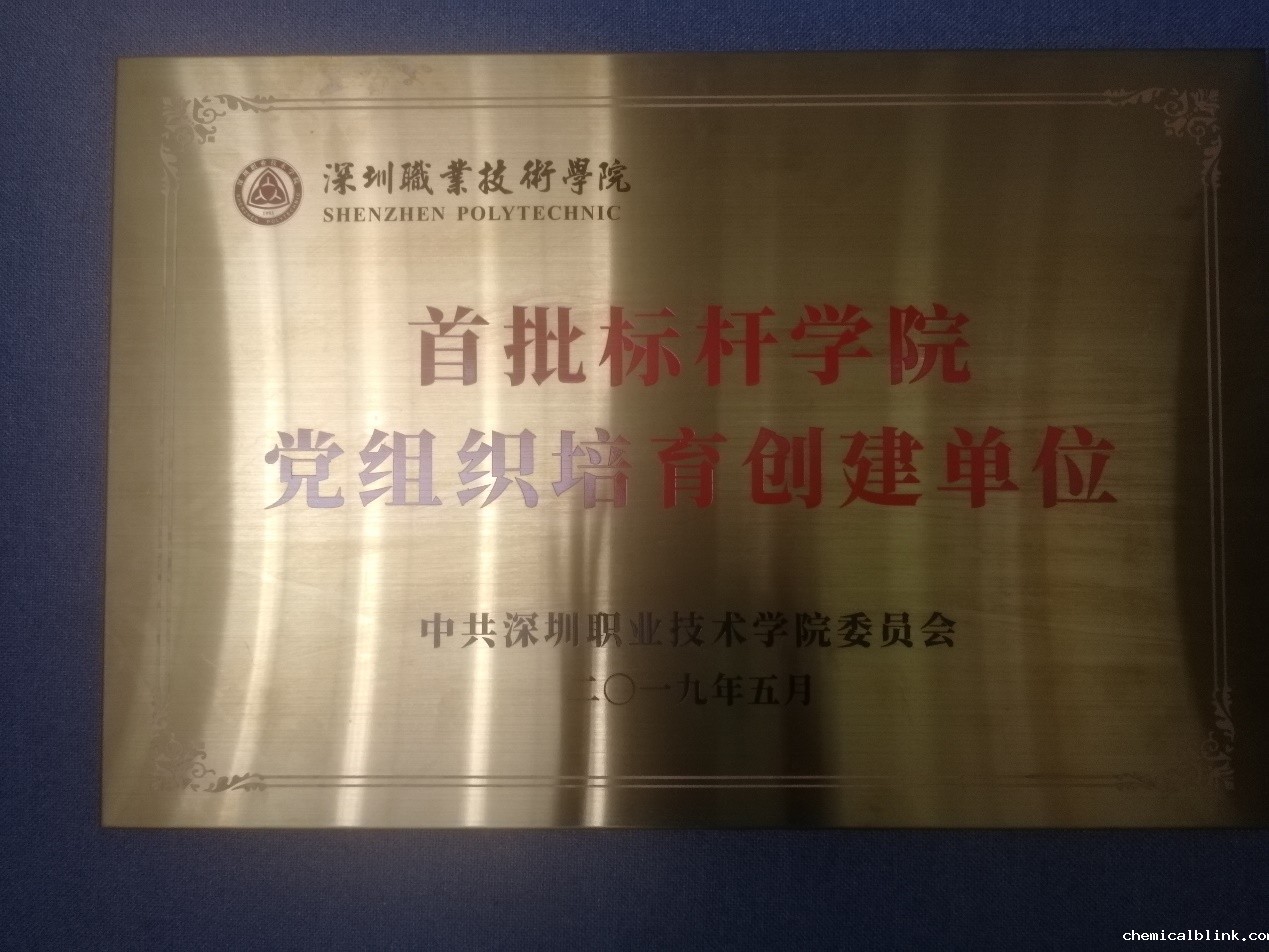 深圳職業技術學院
SHENZHEN POLYTECHNIC
首批标杆学院
党组织培育创建单位
中共深圳职业技术学院委员会
二〇一九年五月
chemicalblink.com